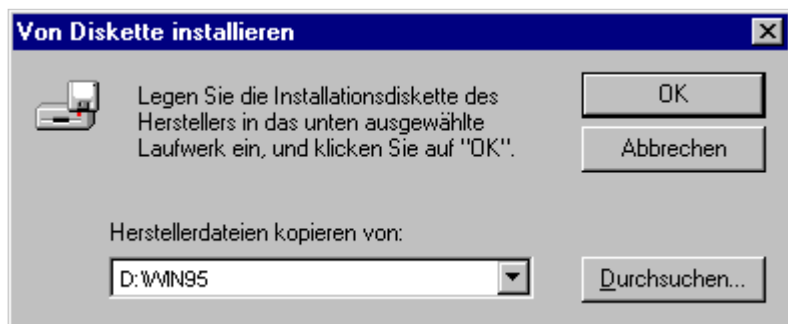 Von Diskette installieren
Legen Sie die Installationsdiskette des
Herstellers in das unten ausgewählte
Laufwerk ein, und klicken Sie auf "OK".
OK
Abbrechen
Herstellerdateien kopieren von:
D:\WIN95
Durchsuchen...